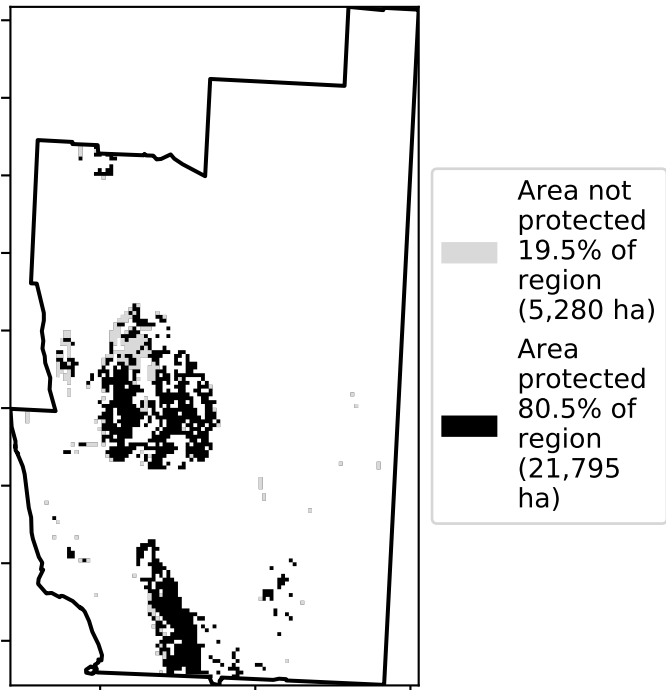 Area not
protected
19.5% of
region
(5,280 ha)
Area
protected
80.5% of
region
(21,795
ha)